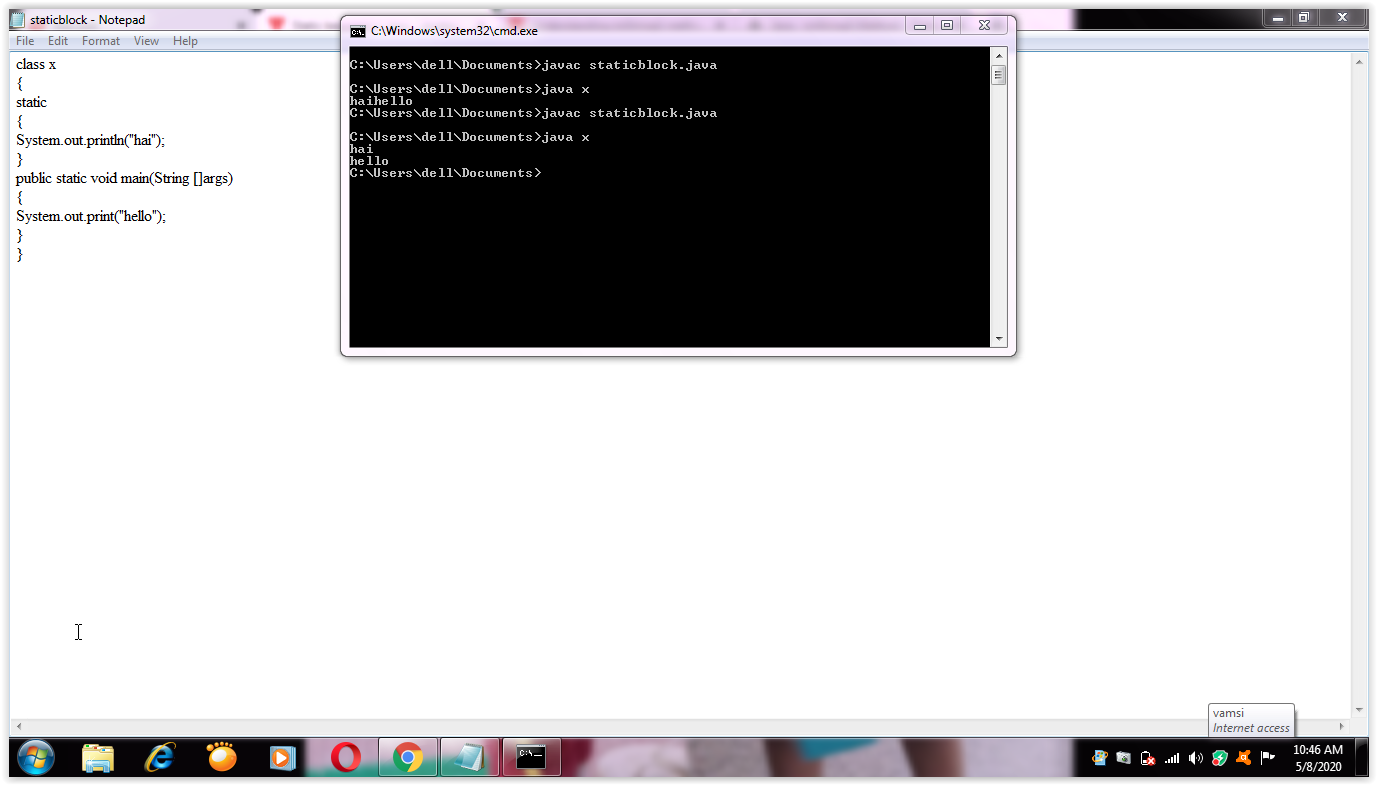 staticblock - Notepad
File Edit Format View Help
class x
{
static
{
System.out.println("hai");
}
public static void main(String []args)
{
System.out.print("hello");
}
}
C:\Windows\system32\cmd.exe
C:\Users\dell\Documents>javac staticblock.java
C:\Users\dell\Documents>java x
haihello
C:\Users\dell\Documents>javac staticblock.java
C:\Users\dell\Documents>java x
hai
hello
C:\Users\dell\Documents>
vamsi
Internet access
10:46 AM
5/8/2020